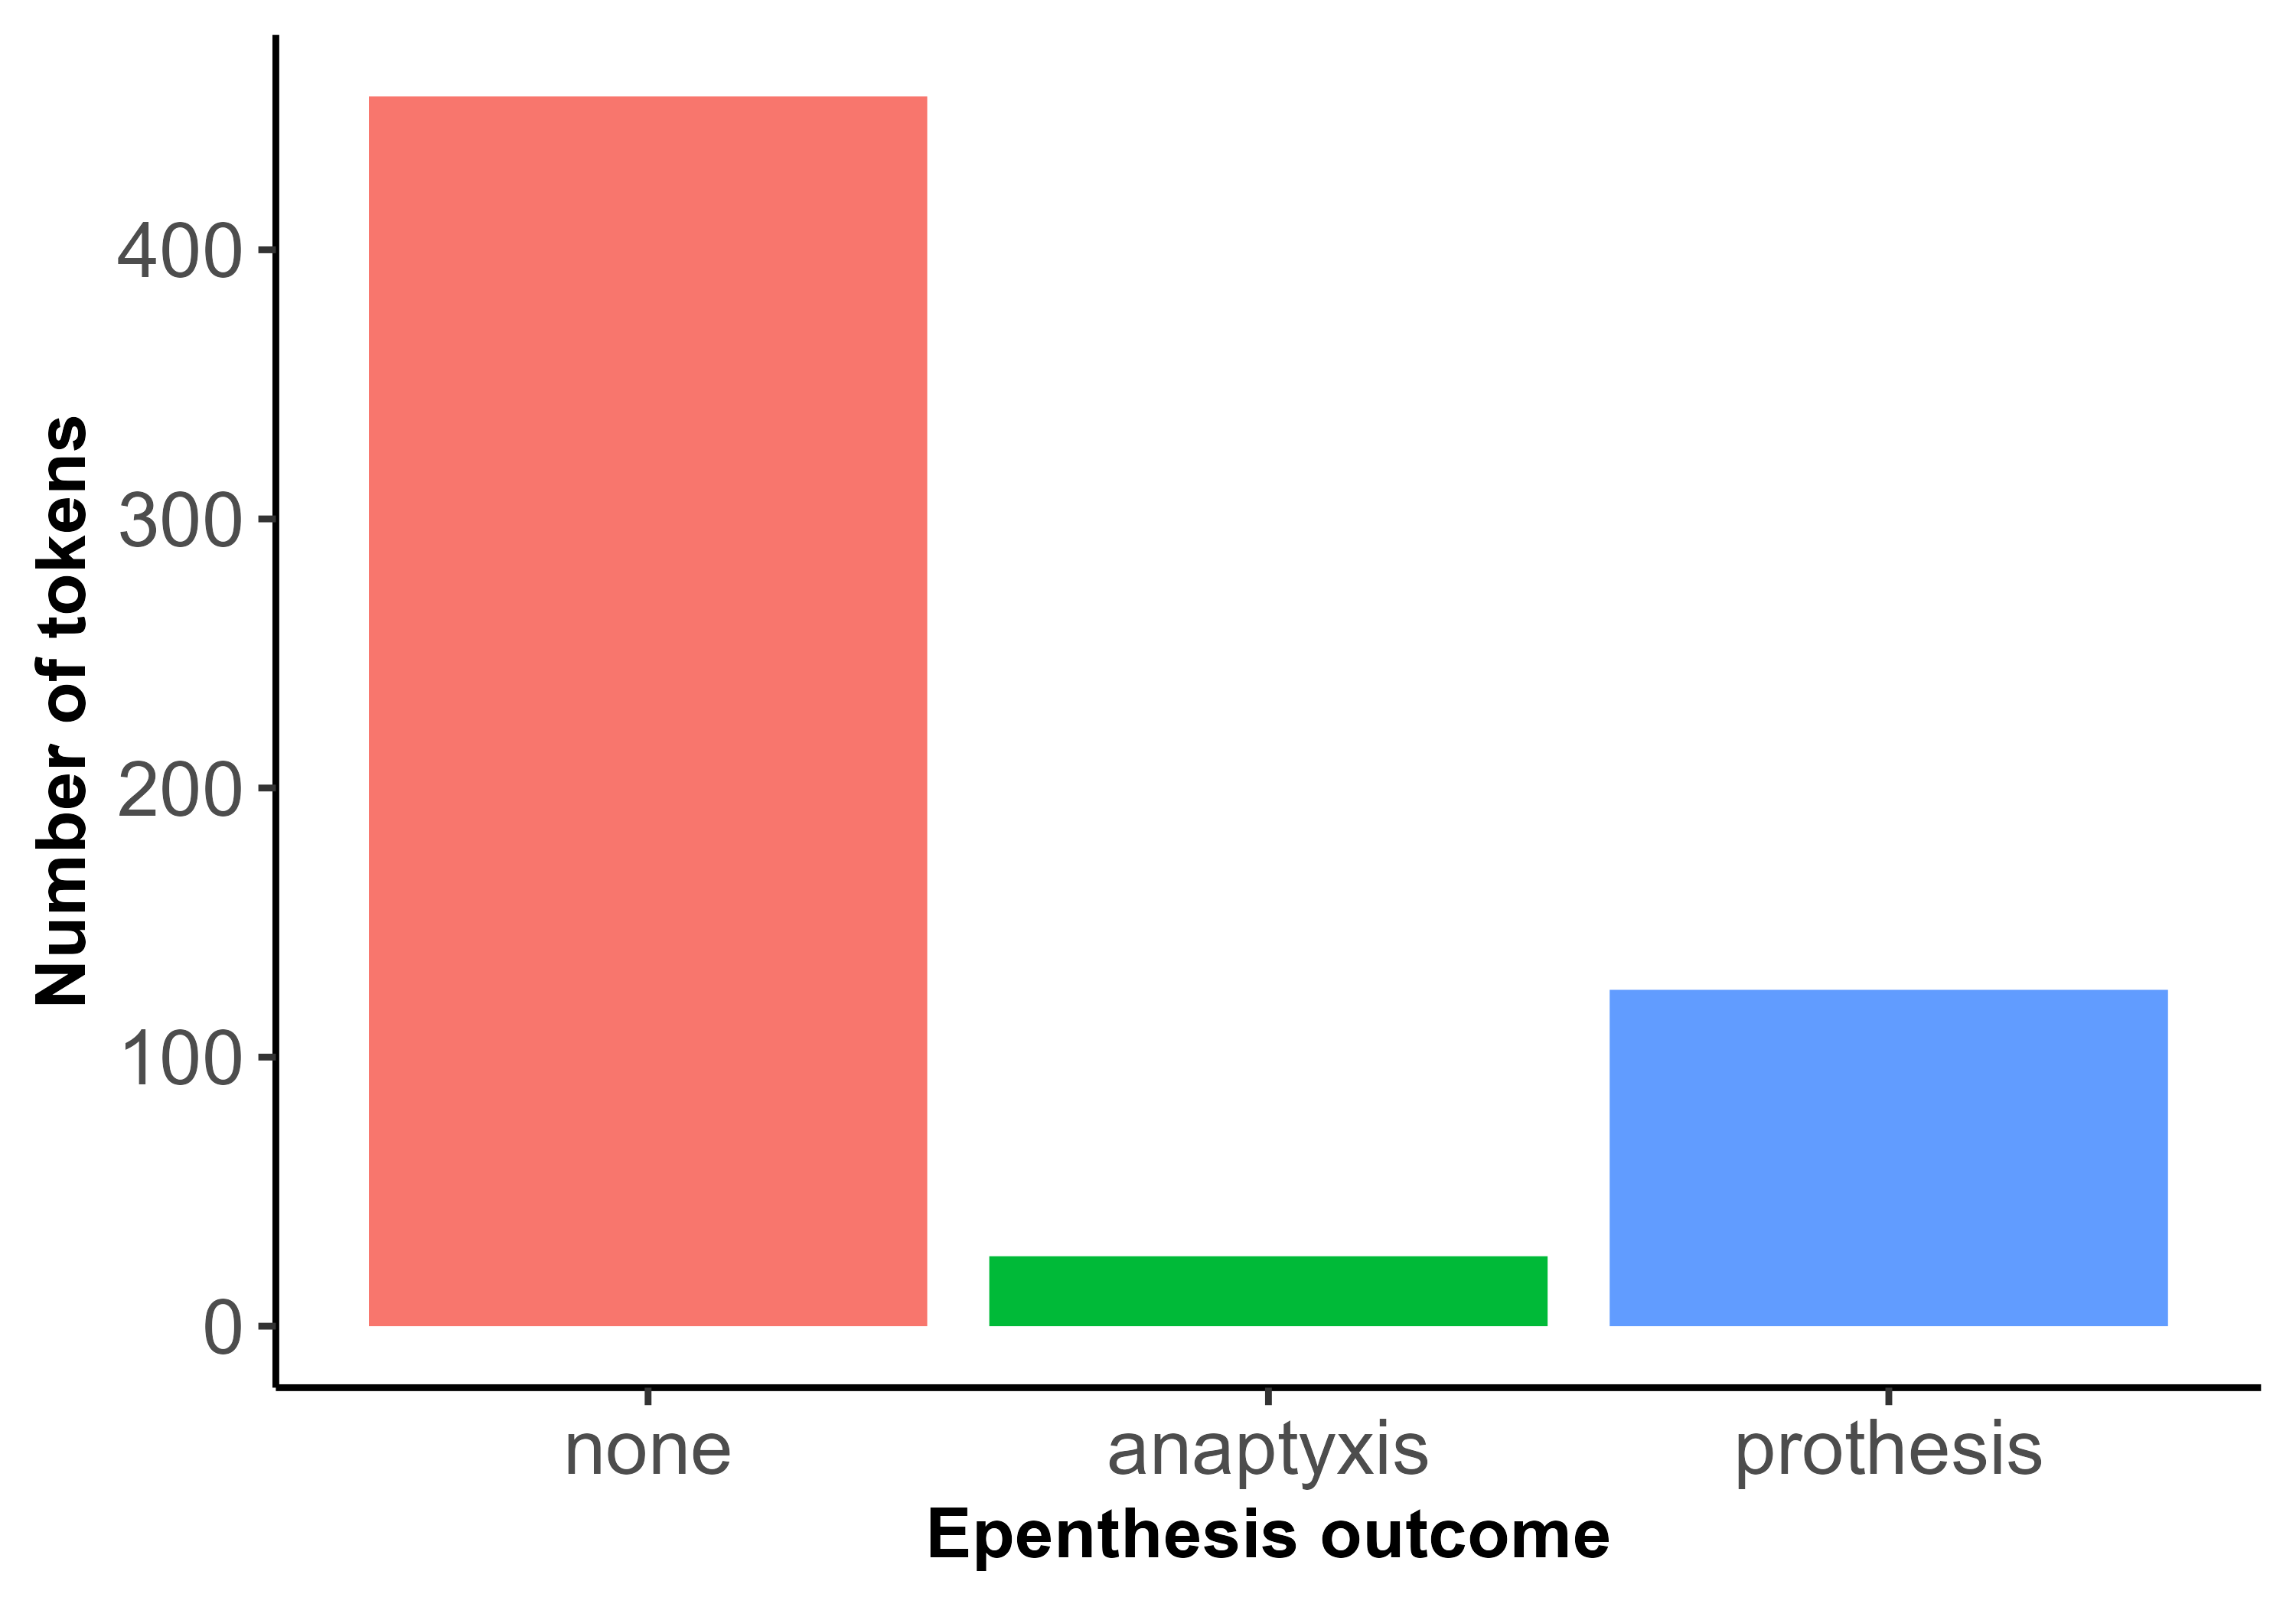 Number of tokens
400
300
200
100
0
none anaptyxis prothesis
Epenthesis outcome